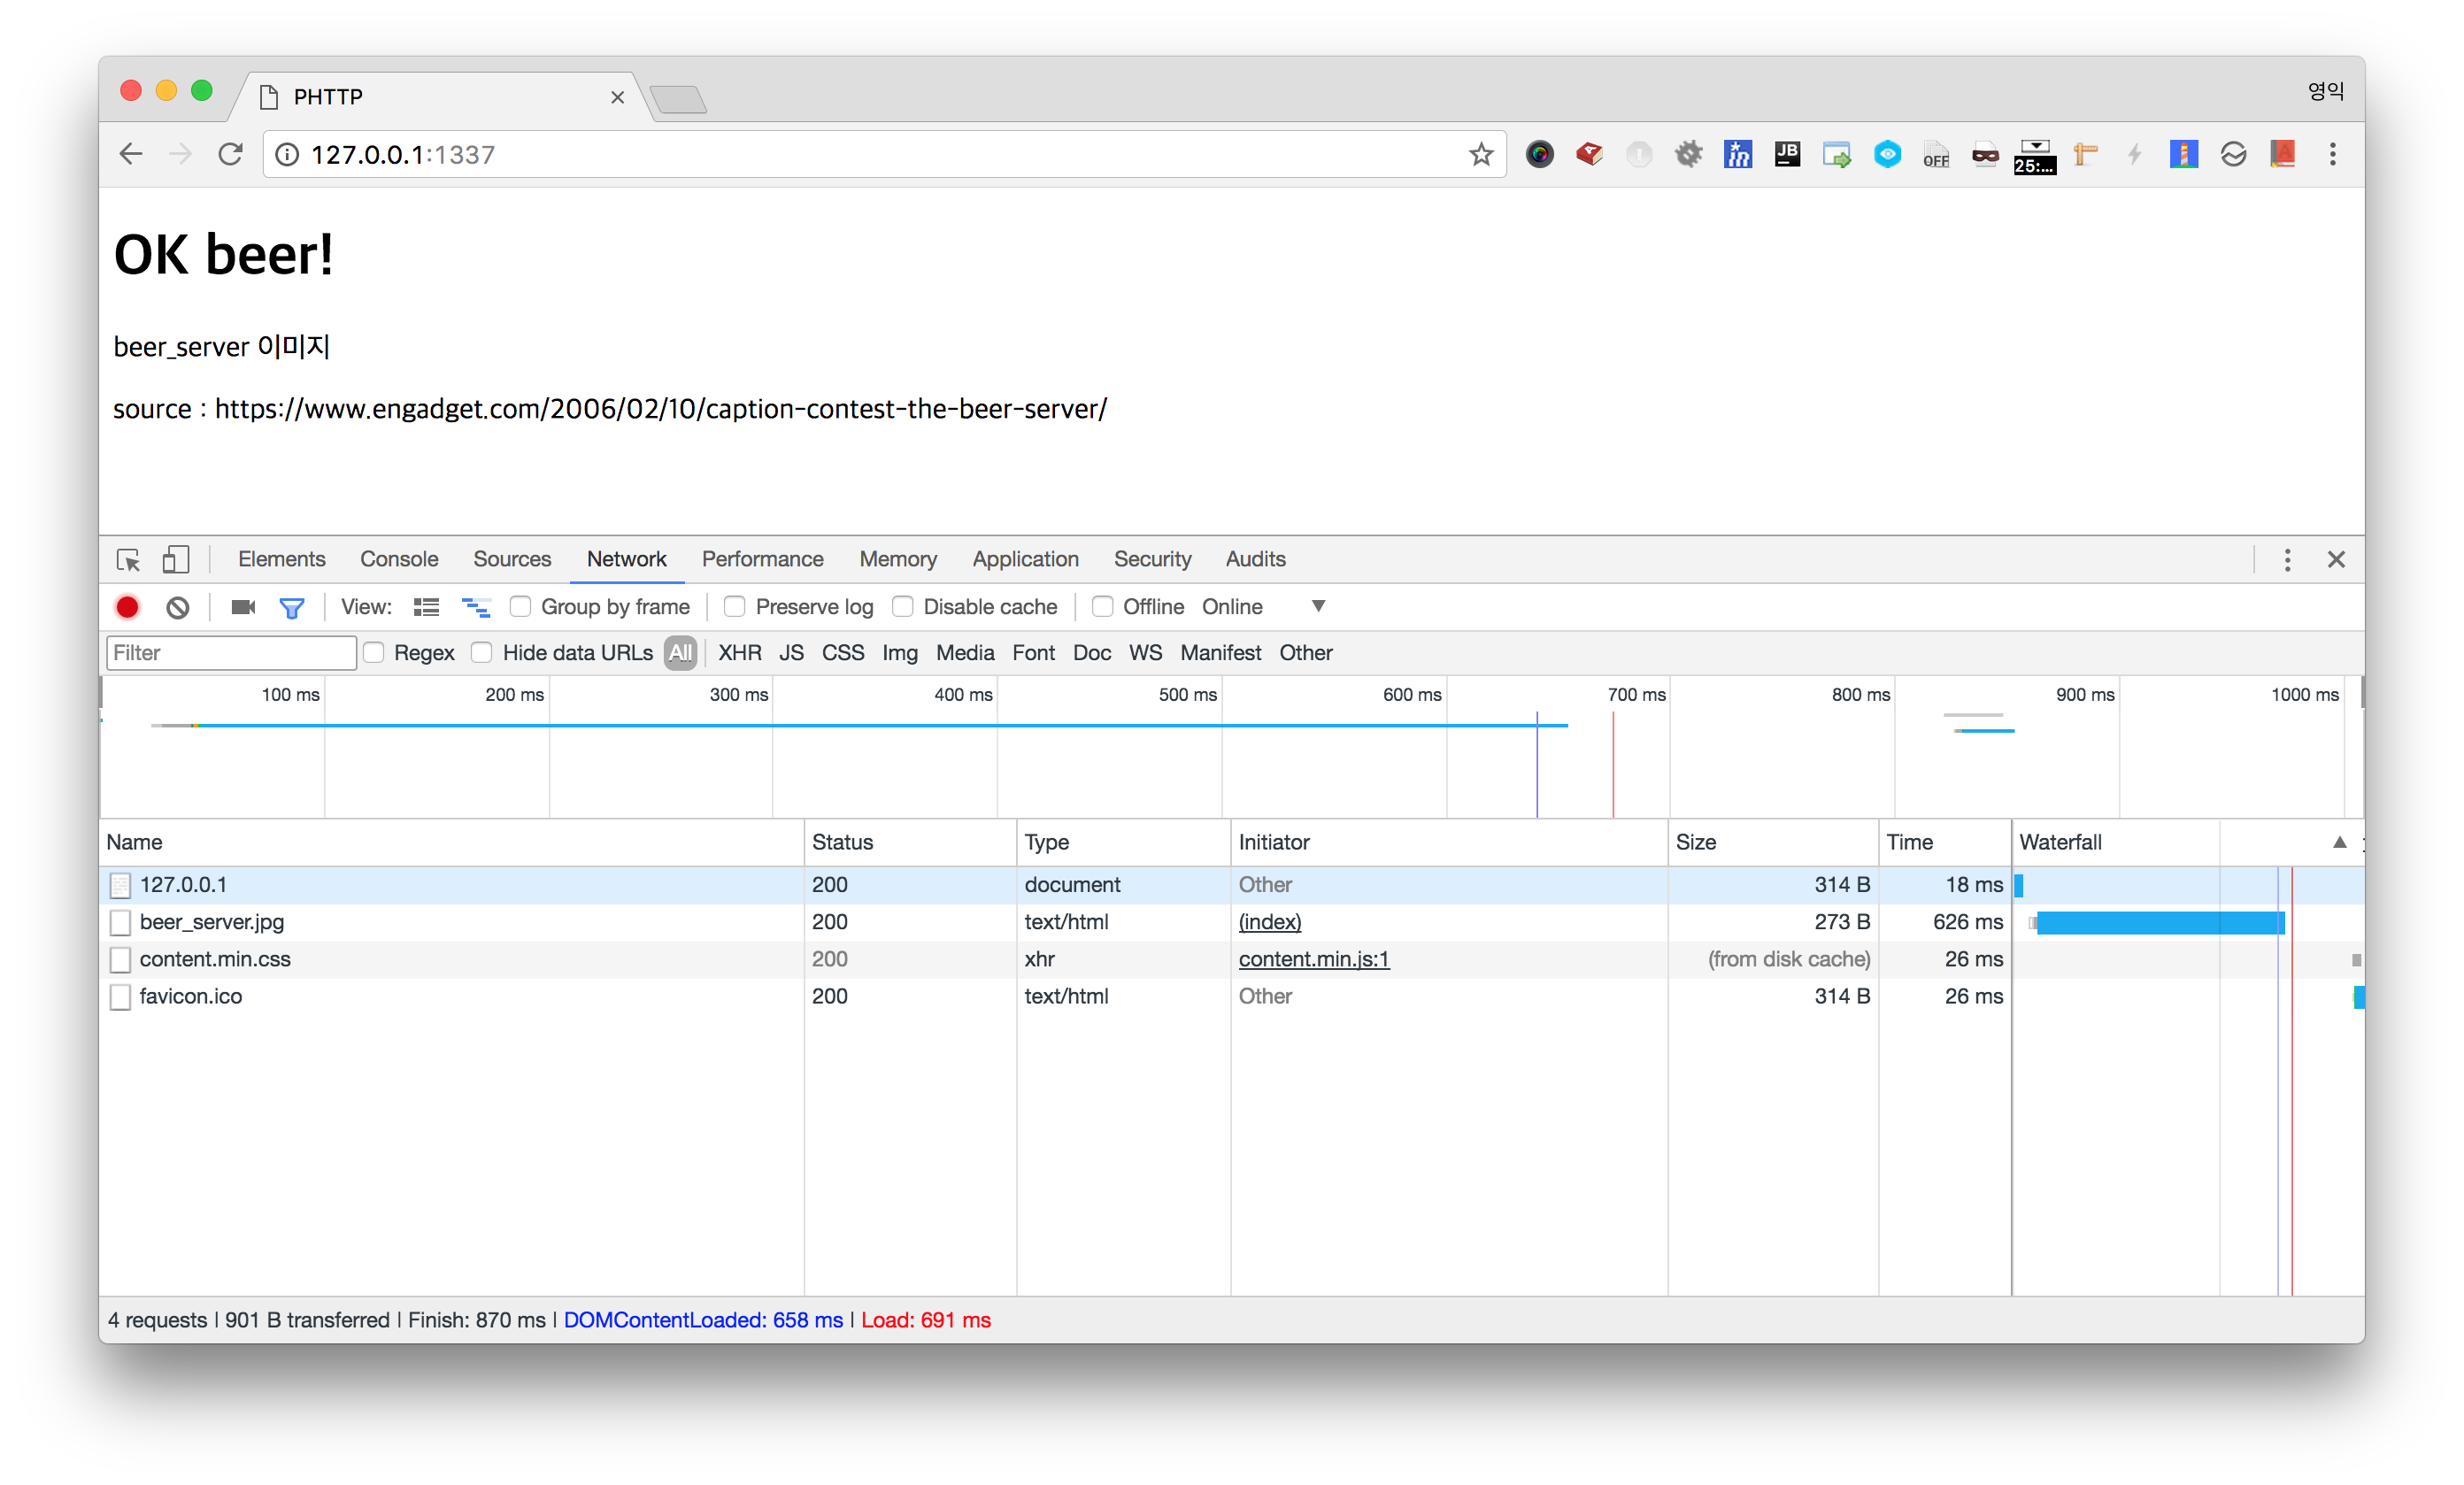 PHTTP
영익
127.0.0.1:1337
JB
OFF
25:...
OK beer!
beer_server 이미지
source : https://www.engadget.com/2006/02/10/caption-contest-the-beer-server/
Elements Console Sources Network Performance Memory Application Security Audits
View: Group by frame Preserve log Disable cache Offline Online
Filter Regex Hide data URLs All XHR JS CSS Img Media Font Doc WS Manifest Other
100 ms 200 ms 300 ms 400 ms 500 ms 600 ms 700 ms 800 ms 900 ms 1000 ms
Name Status Type Initiator Size Time Waterfall
127.0.0.1 200 document Other 314 B 18 ms
beer_server.jpg 200 text/html (index) 273 B 626 ms
content.min.css 200 xhr content.min.js:1 (from disk cache) 26 ms
favicon.ico 200 text/html Other 314 B 26 ms
4 requests | 901 B transferred | Finish: 870 ms | DOMContentLoaded: 658 ms | Load: 691 ms